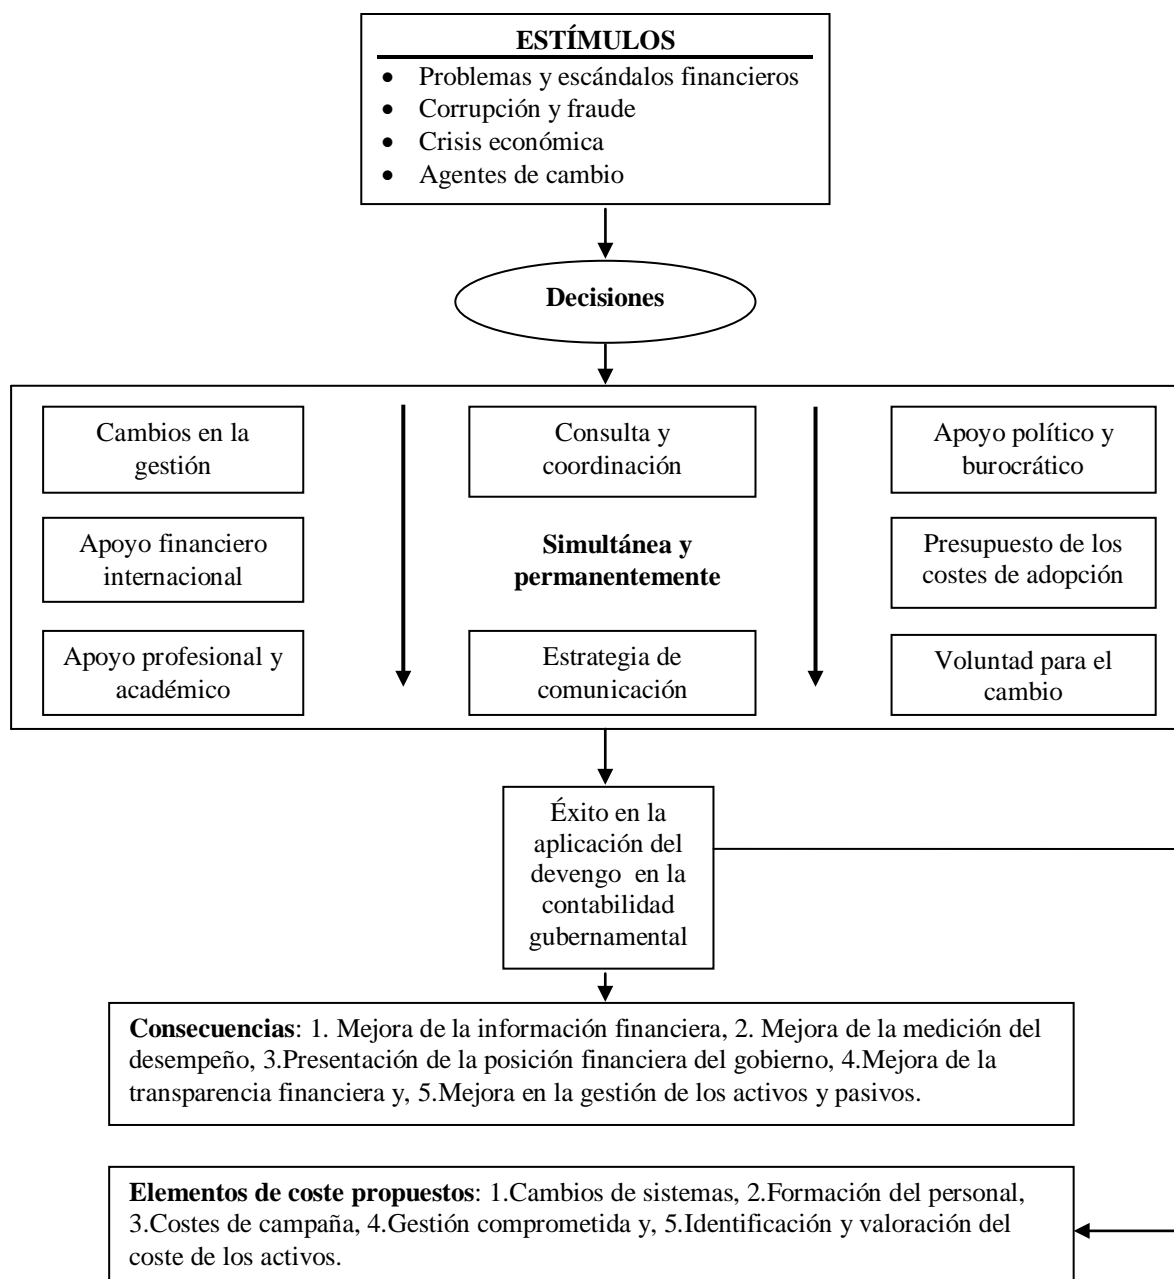 ESTÍMULOS
• Problemas y escándalos financieros
• Corrupción y fraude
• Crisis económica
• Agentes de cambio
Decisiones
Cambios en la
gestión
Consulta y
coordinación
Apoyo político y
burocrático
Apoyo financiero
internacional
Simultánea y
permanentemente
Presupuesto de los
costes de adopción
Apoyo profesional y
académico
Estrategia de
comunicación
Voluntad para el
cambio
Éxito en la
aplicación del
devengo en la
contabilidad
gubernamental
Consecuencias: 1. Mejora de la información financiera, 2. Mejora de la medición del
desempeño, 3.Presentación de la posición financiera del gobierno, 4.Mejora de la
transparencia financiera y, 5.Mejora en la gestión de los activos y pasivos.
Elementos de coste propuestos: 1.Cambios de sistemas, 2.Formación del personal,
3.Costes de campaña, 4.Gestión comprometida y, 5.Identificación y valoración del
coste de los activos.